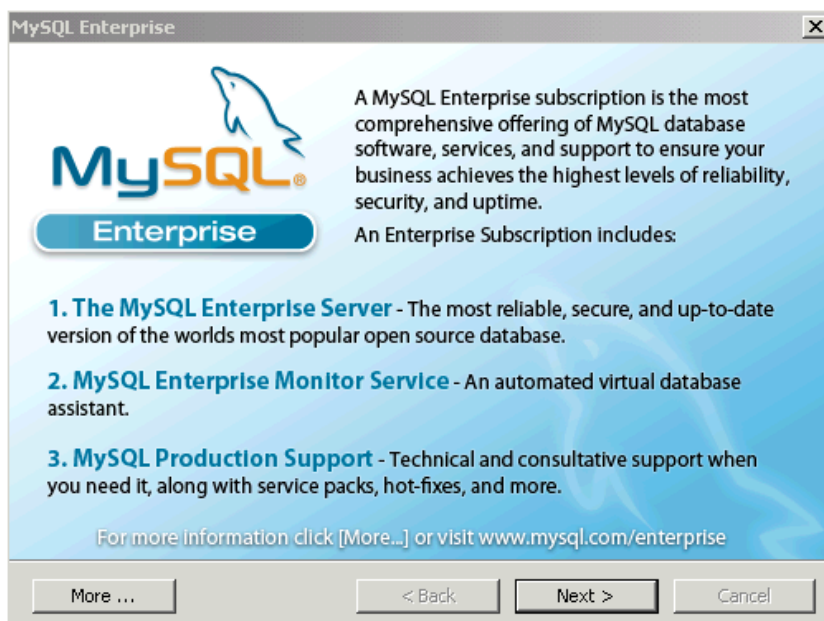 MySQL Enterprise
MySQL®
Enterprise
A MySQL Enterprise subscription is the most
comprehensive offering of MySQL database
software, services, and support to ensure your
business achieves the highest levels of reliability,
security, and uptime.
An Enterprise Subscription includes:
1. The MySQL Enterprise Server - The most reliable, secure, and up-to-date
version of the worlds most popular open source database.
2. MySQL Enterprise Monitor Service - An automated virtual database
assistant.
3. MySQL Production Support - Technical and consultative support when
you need it, along with service packs, hot-fixes, and more.
For more information click [More...] or visit www.mysql.com/enterprise
More ...
< Back
Next >
Cancel